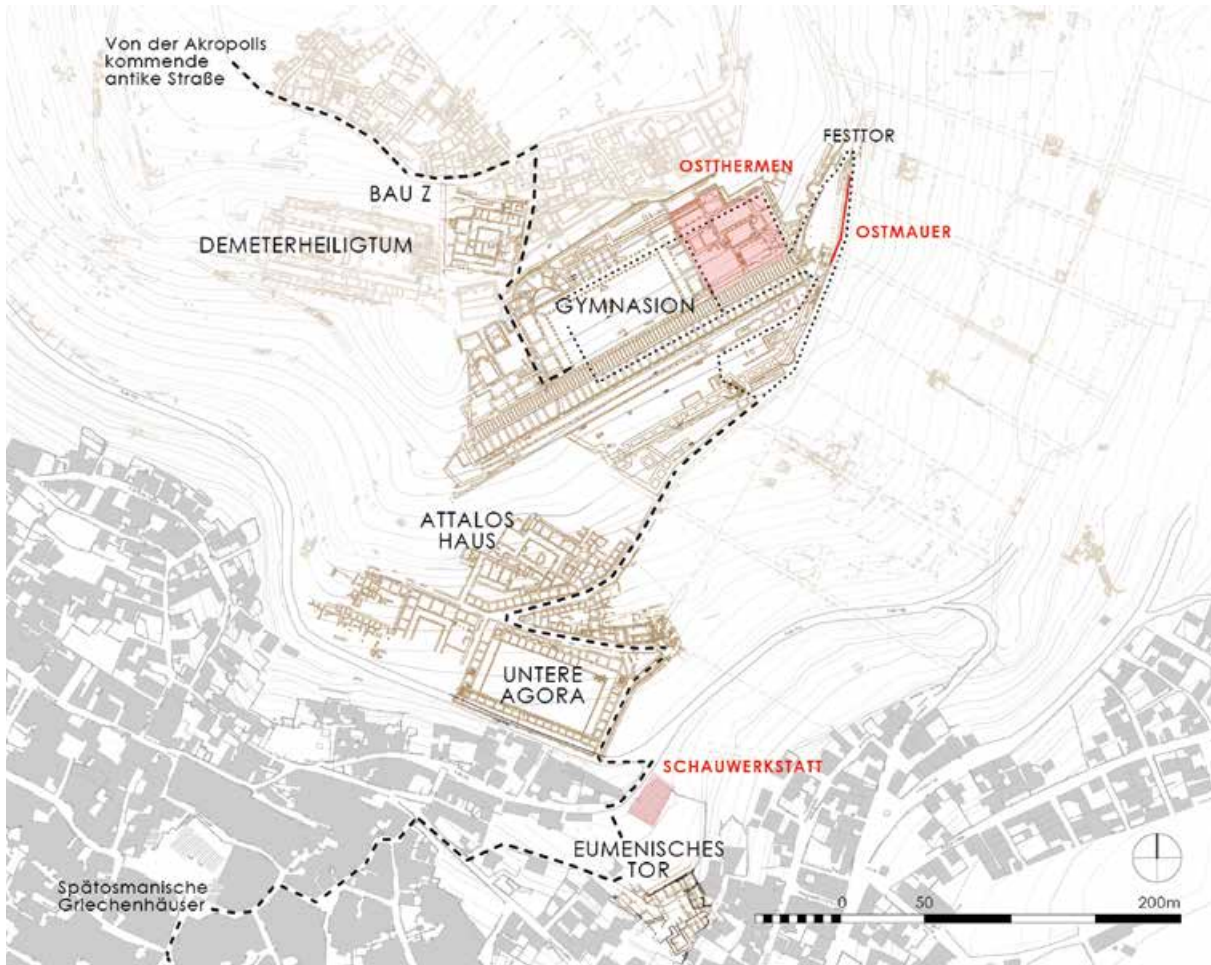 Von der Akropolis
kommende
antike Straße
FESTTOR
OSTTHERMEN
BAU Z
OSTMAUER
DEMETERHEILIGTUM
GYMNASION
ATTALOS
HAUS
UNTERE
AGORA
SCHAUWERKSTATT
EUMENISCHES
TOR
Spätosmanische
Griechenhäuser
0 50 200m